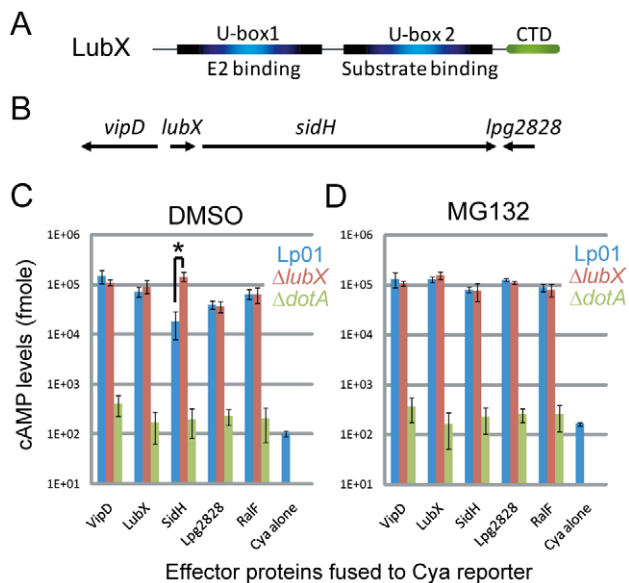 A
LubX
U-box1
U-box 2
CTD
E2 binding
Substrate binding
B
vipD
lubX
sidH
lpg2828
C
DMSO
D
MG132
cAMP levels (fmole)
1E+06
1E+05
1E+04
1E+03
1E+02
1E+01
*
Lp01
ΔlubX
ΔdotA
VipD
LubX
SidH
Lpg2828
RalF
Cya alone
1E+06
1E+05
1E+04
1E+03
1E+02
1E+01
Lp01
ΔlubX
ΔdotA
VipD
LubX
SidH
Lpg2828
RalF
Cya alone
Effector proteins fused to Cya reporter